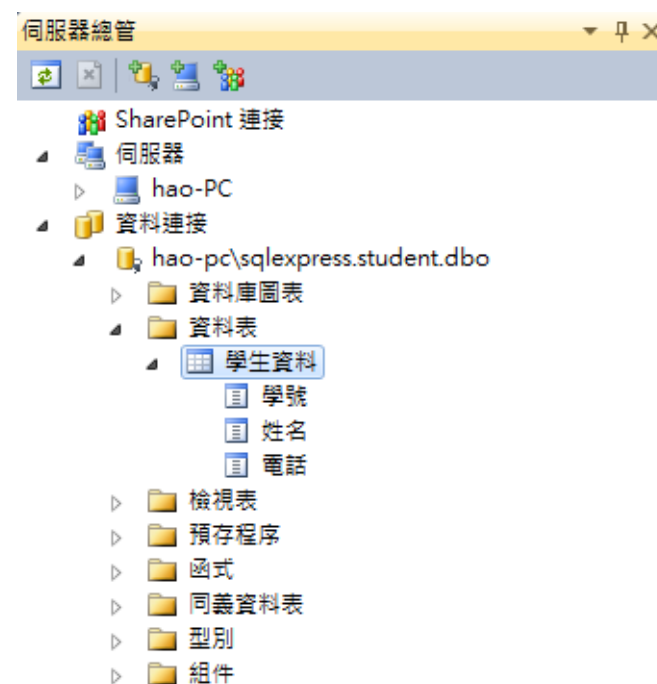 伺服器總管
SharePoint 連接
伺服器
hao-PC
資料連接
hao-pc\sqlexpress.student.dbo
資料庫圖表
資料表
學生資料
學號
姓名
電話
檢視表
預存程序
函式
同義資料表
型別
組件